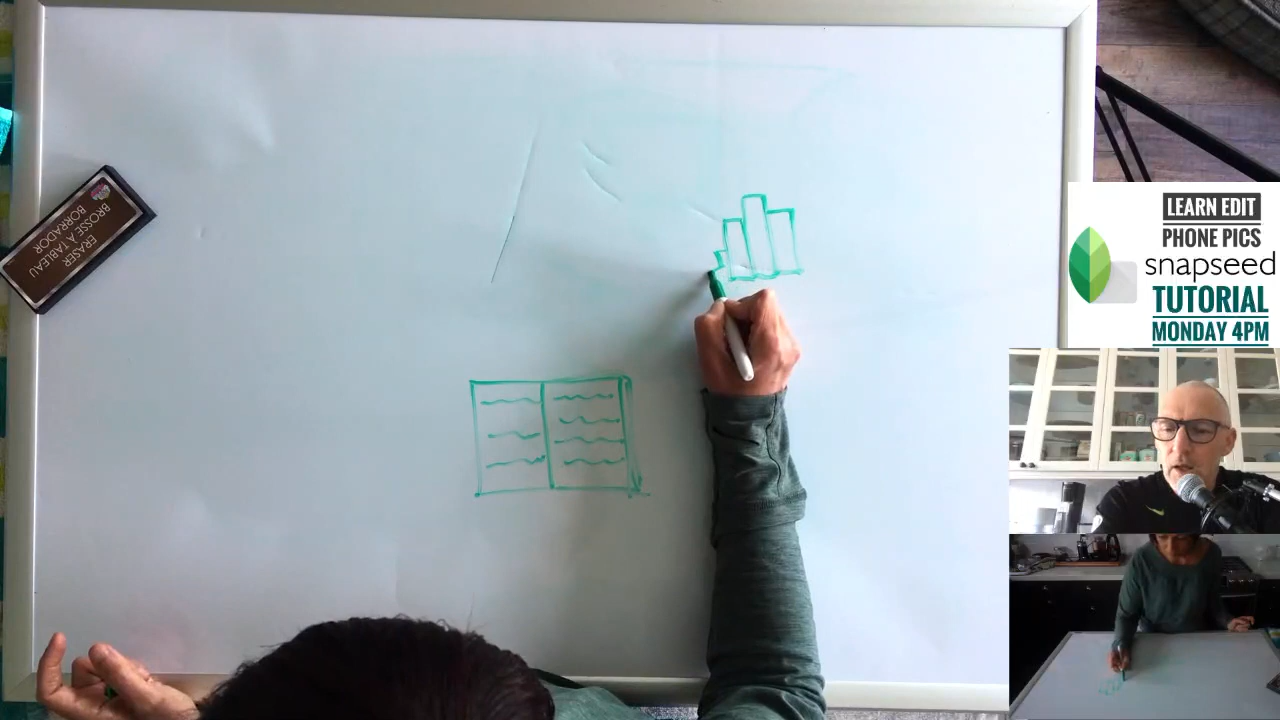 ERASER
BROSSE À TABLEAU
BORRADOR
LEARN EDIT
PHONE PICS
snapseed
TUTORIAL
MONDAY 4PM